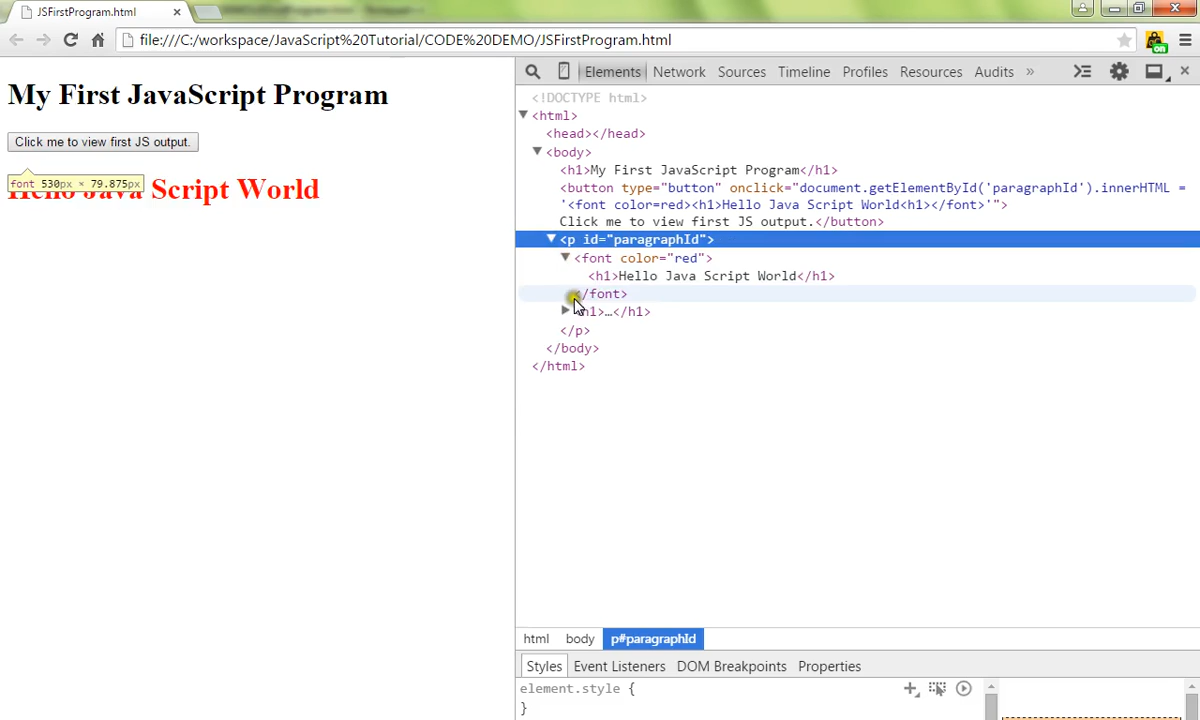 JSFirstProgram.html
file:///C:/workspace/JavaScript%20Tutorial/CODE%20DEMO/JSFirstProgram.html
on
My First JavaScript Program
Click me to view first JS output.
font 530px × 79.875px
Hello Java Script World
Elements Network Sources Timeline Profiles Resources Audits »
<!DOCTYPE html>
<html>
<head></head>
<body>
<h1>My First JavaScript Program</h1>
<button type="button" onclick="document.getElementById('paragraphId').innerHTML =
'<font color=red><h1>Hello Java Script World<h1></font>'">
Click me to view first JS output.</button>
<p id="paragraphId">
<font color="red">
<h1>Hello Java Script World</h1>
</font>
<h1>…</h1>
</p>
</body>
</html>
html body p#paragraphId
Styles Event Listeners DOM Breakpoints Properties
element.style {
}